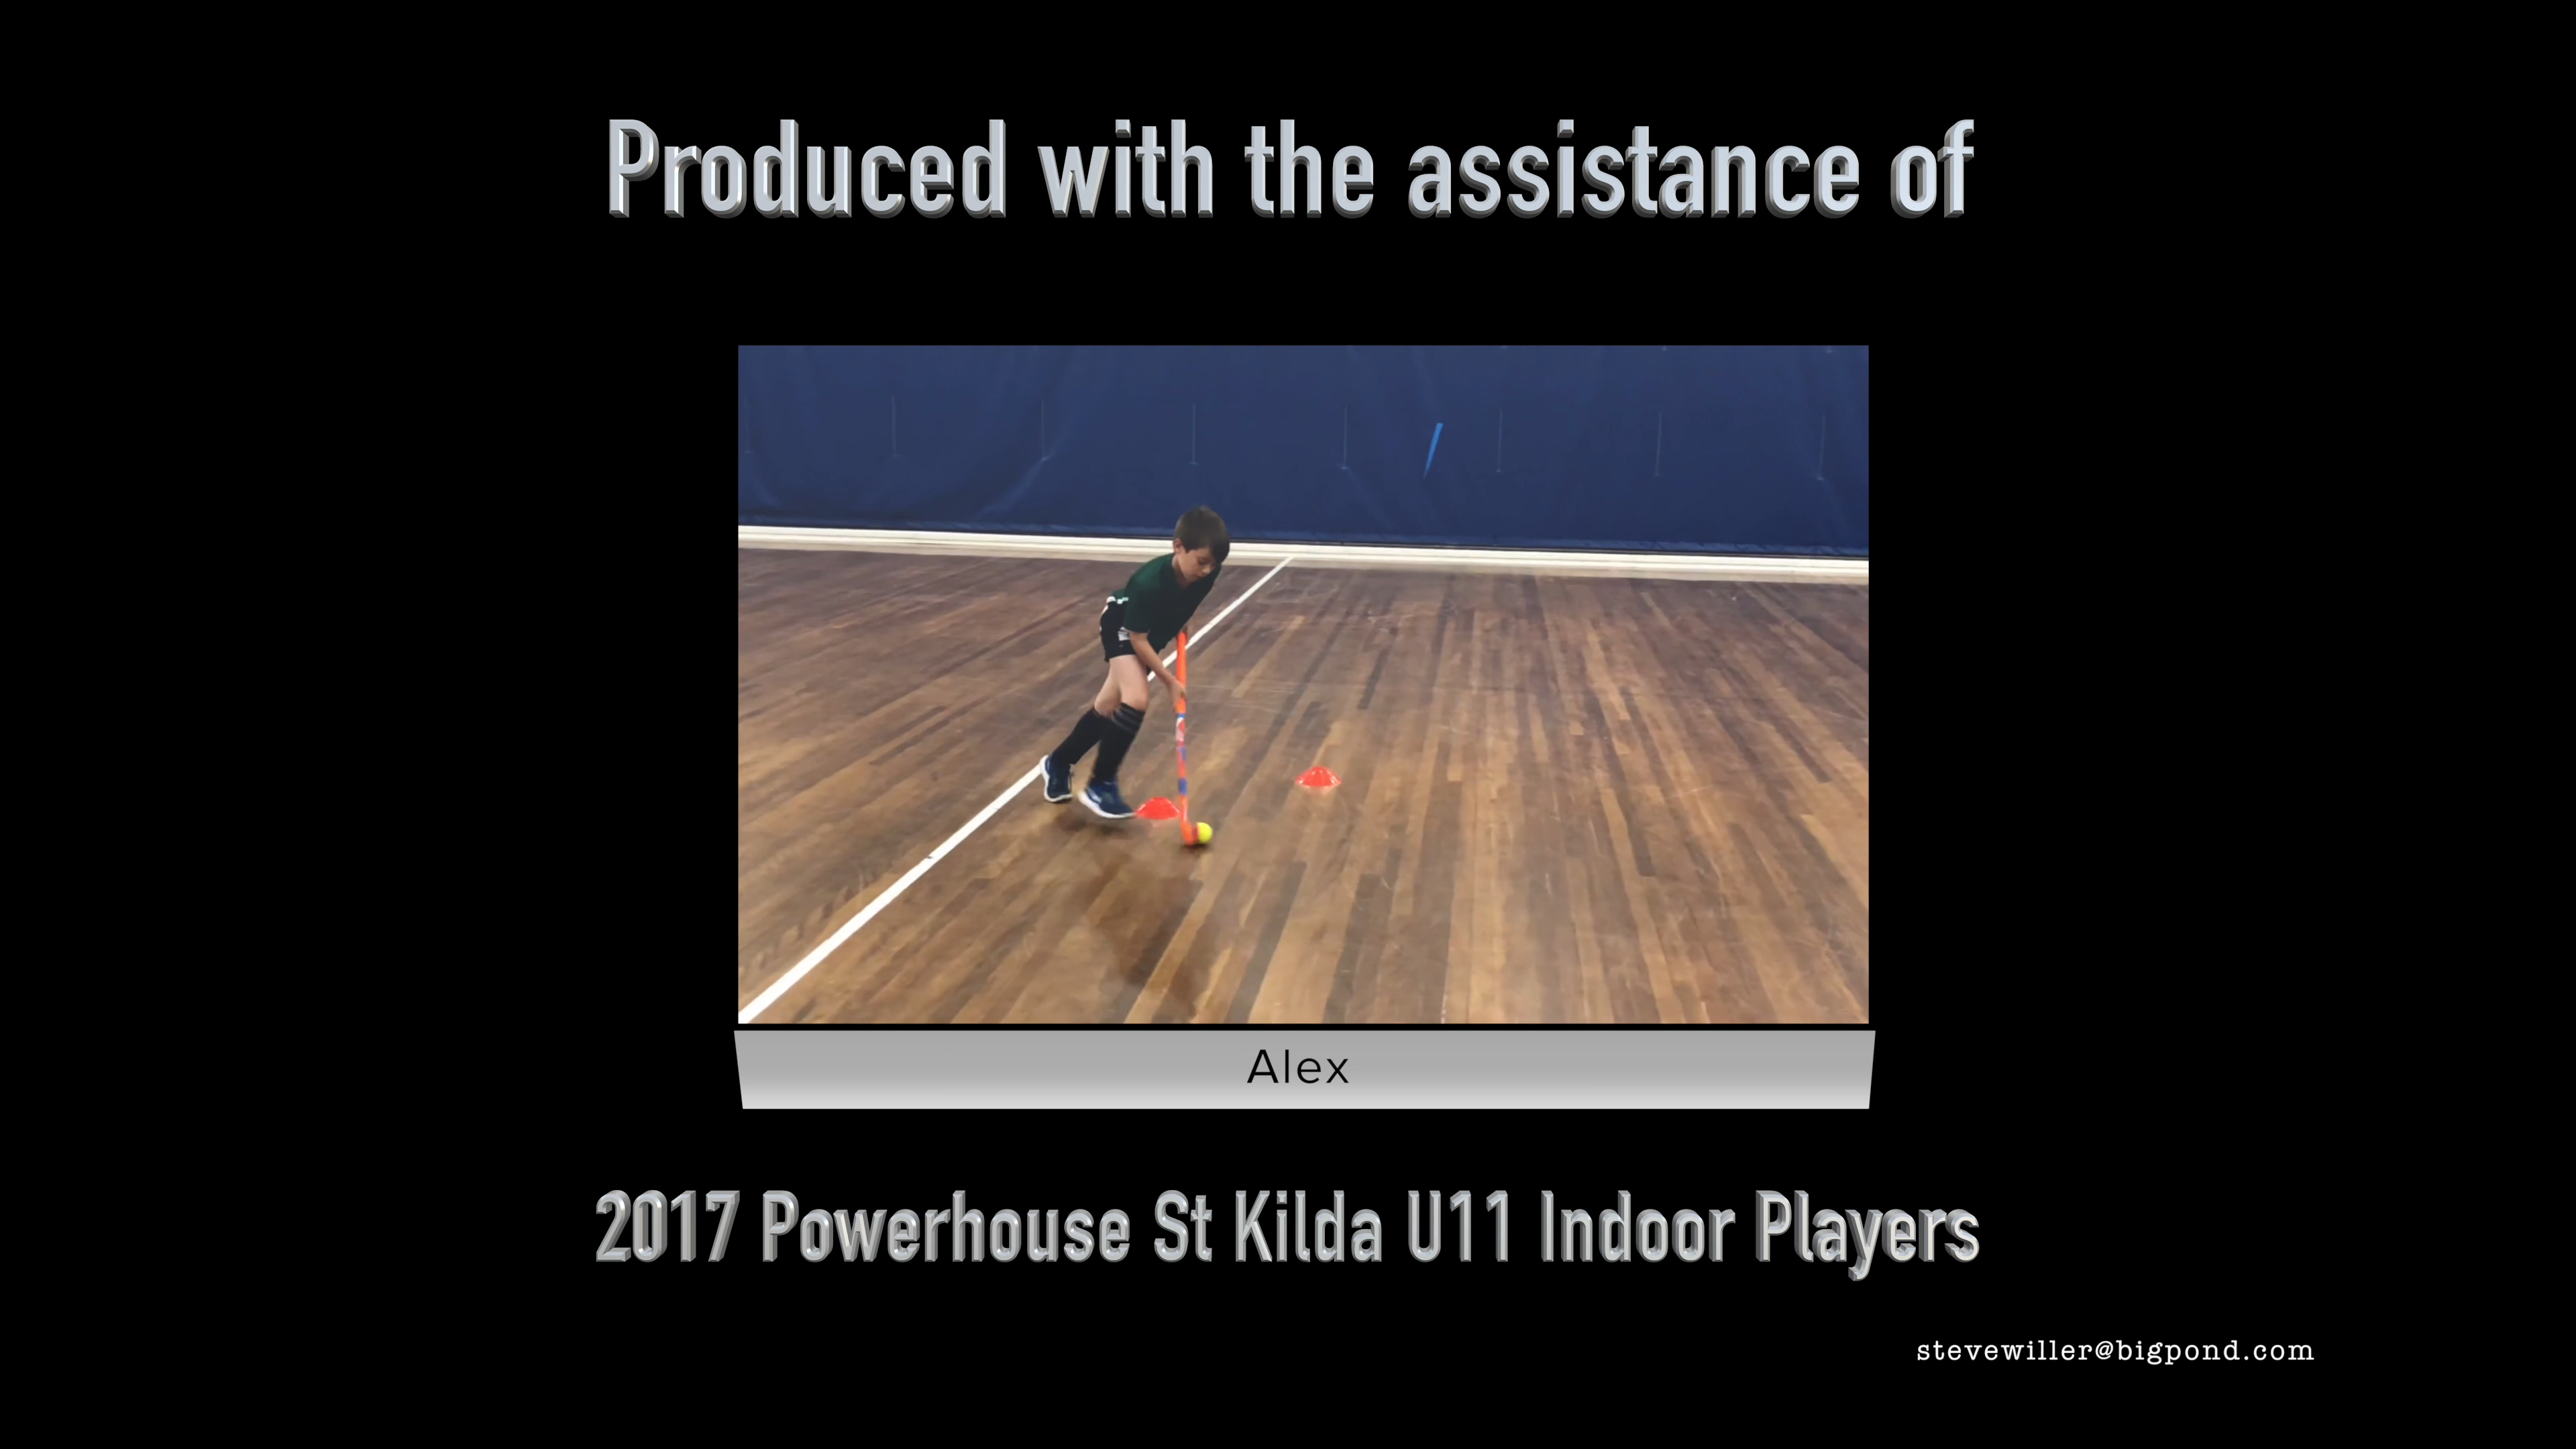 Produced with the assistance of
Alex
2017 Powerhouse St Kilda U11 Indoor Players
stevewiller@bigpond.com